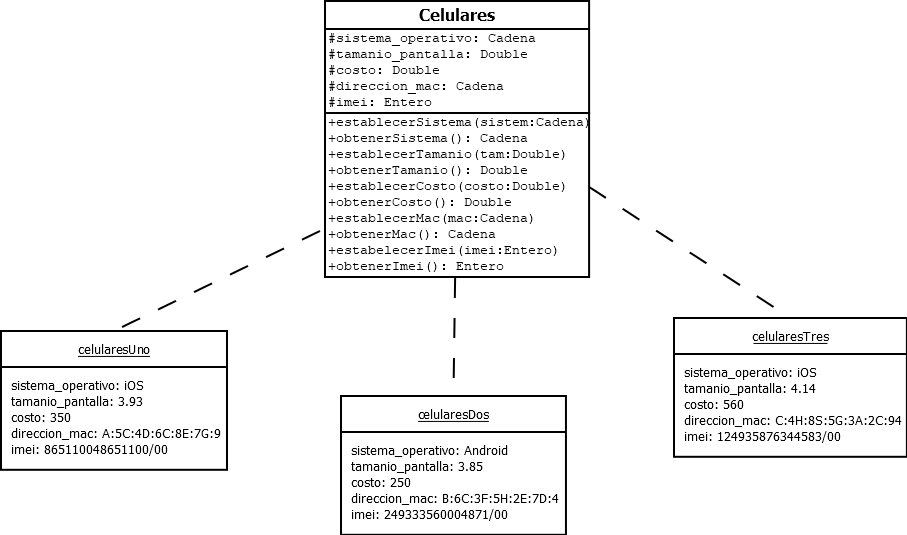 Celulares
#sistema_operativo: Cadena
#tamanio_pantalla: Double
#costo: Double
#direccion_mac: Cadena
#imei: Entero
+establecerSistema(sistem:Cadena)
+obtenerSistema(): Cadena
+establecerTamanio(tam:Double)
+obtenerTamanio(): Double
+establecerCosto(costo:Double)
+obtenerCosto(): Double
+establecerMac(mac:Cadena)
+obtenerMac(): Cadena
+estabelecerImei(imei:Entero)
+obtenerImei(): Entero
celularesUno
sistema_operativo: iOS
tamanio_pantalla: 3.93
costo: 350
direccion_mac: A:5C:4D:6C:8E:7G:9
imei: 865110048651100/00
celularesDos
sistema_operativo: Android
tamanio_pantalla: 3.85
costo: 250
direccion_mac: B:6C:3F:5H:2E:7D:4
imei: 249333560004871/00
celularesTres
sistema_operativo: iOS
tamanio_pantalla: 4.14
costo: 560
direccion_mac: C:4H:8S:5G:3A:2C:94
imei: 124935876344583/00